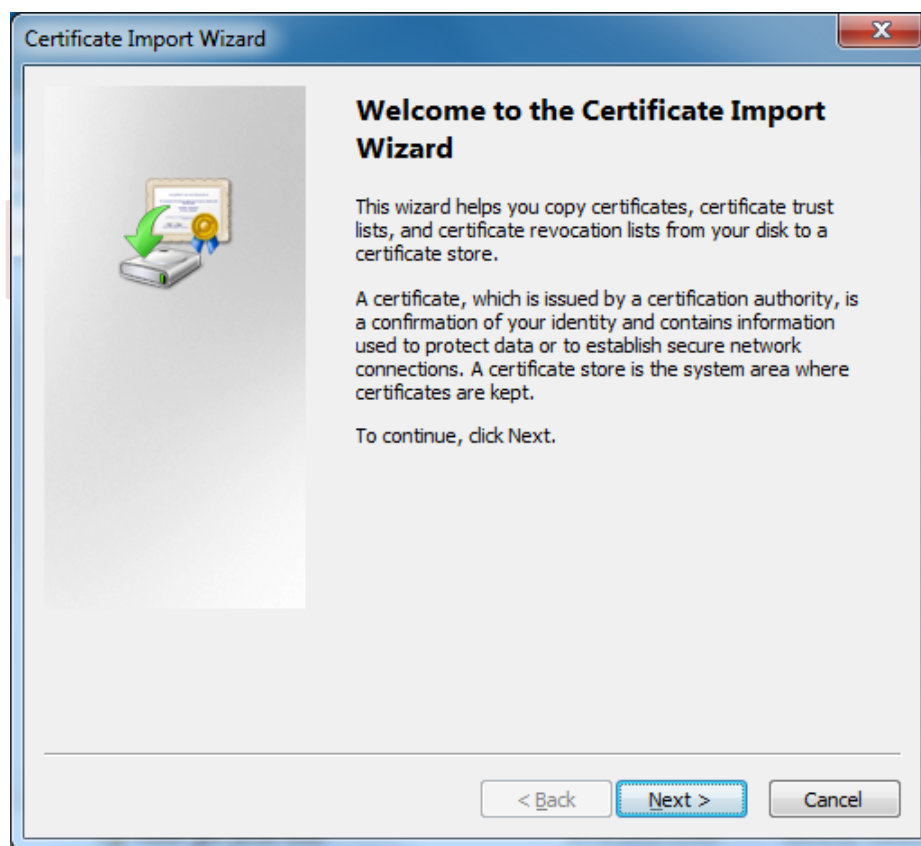 Certificate Import Wizard
Welcome to the Certificate Import
Wizard
This wizard helps you copy certificates, certificate trust
lists, and certificate revocation lists from your disk to a
certificate store.
A certificate, which is issued by a certification authority, is
a confirmation of your identity and contains information
used to protect data or to establish secure network
connections. A certificate store is the system area where
certificates are kept.
To continue, click Next.
< Back
Next >
Cancel